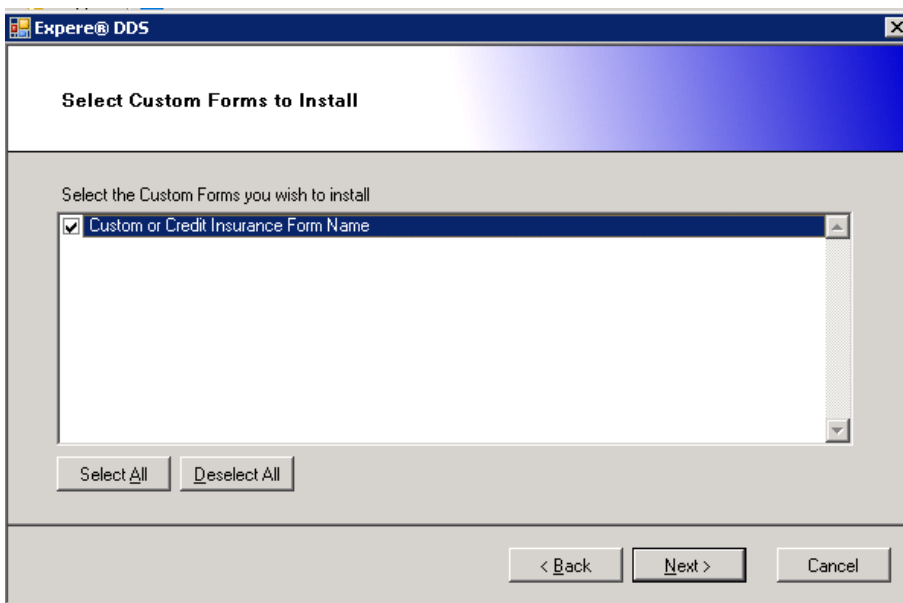 Expere® DDS
Select Custom Forms to Install
Select the Custom Forms you wish to install
Custom or Credit Insurance Form Name
Select All Deselect All
< Back Next > Cancel